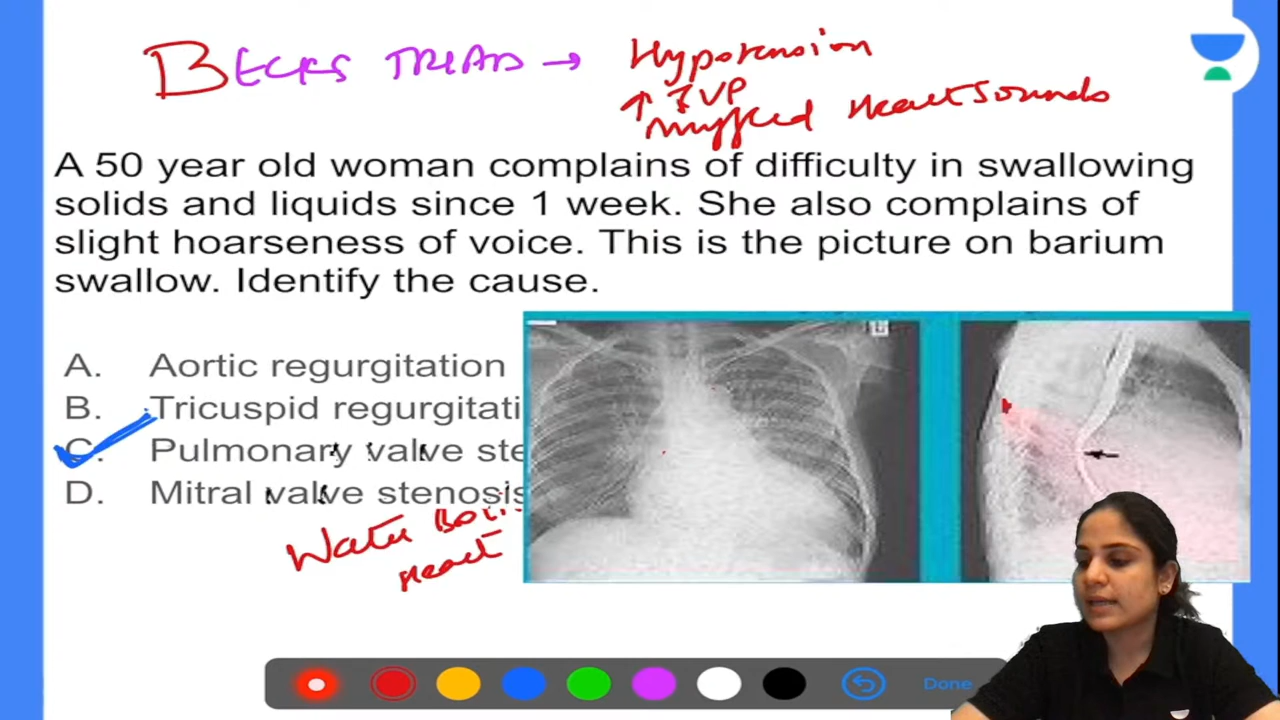 BECKS TRIAD → Hypotension
↑ JVP
Muffled Heart Sounds
A 50 year old woman complains of difficulty in swallowing
solids and liquids since 1 week. She also complains of
slight hoarseness of voice. This is the picture on barium
swallow. Identify the cause.
A. Aortic regurgitation
B. Tricuspid regurgitati
C. Pulmonary valve ste
D. Mitral valve stenosis
Water
Heart
Done